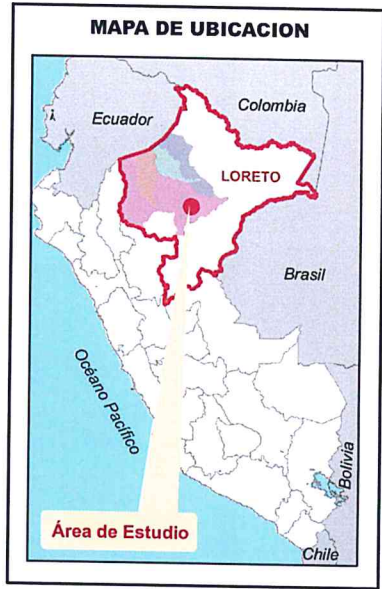 MAPA DE UBICACION
Ecuador
Colombia
LORETO
Brasil
Océano Pacífico
Bolivia
Área de Estudio
Chile